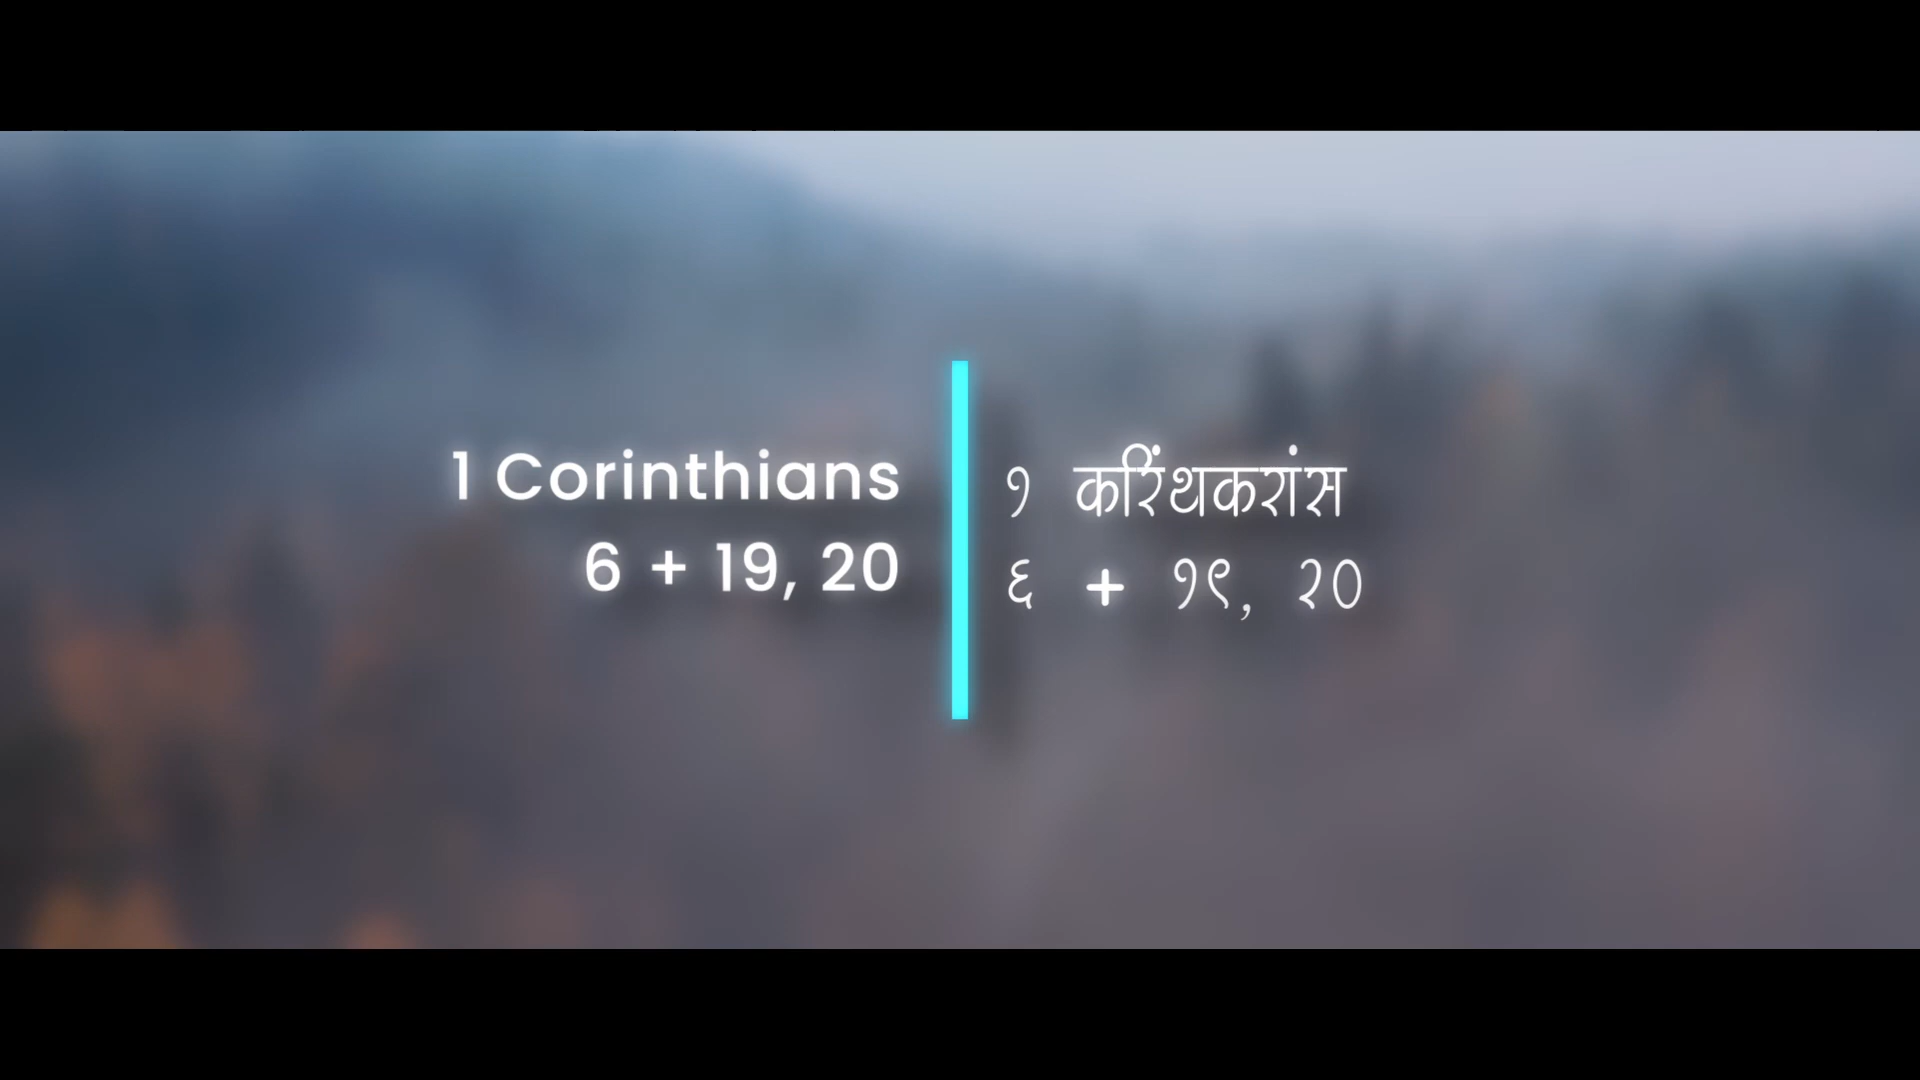 1 Corinthians
6 + 19, 20
१ करिंथकरांस
६ + १९, २०